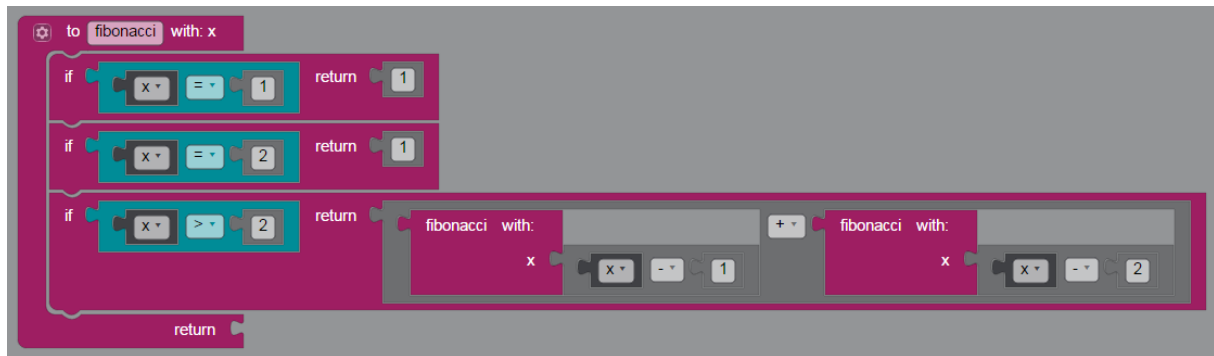 to fibonacci with: x
if x = 1 return 1
if x = 2 return 1
if x > 2 return fibonacci with: + fibonacci with:
x x - 1 x x - 2
return